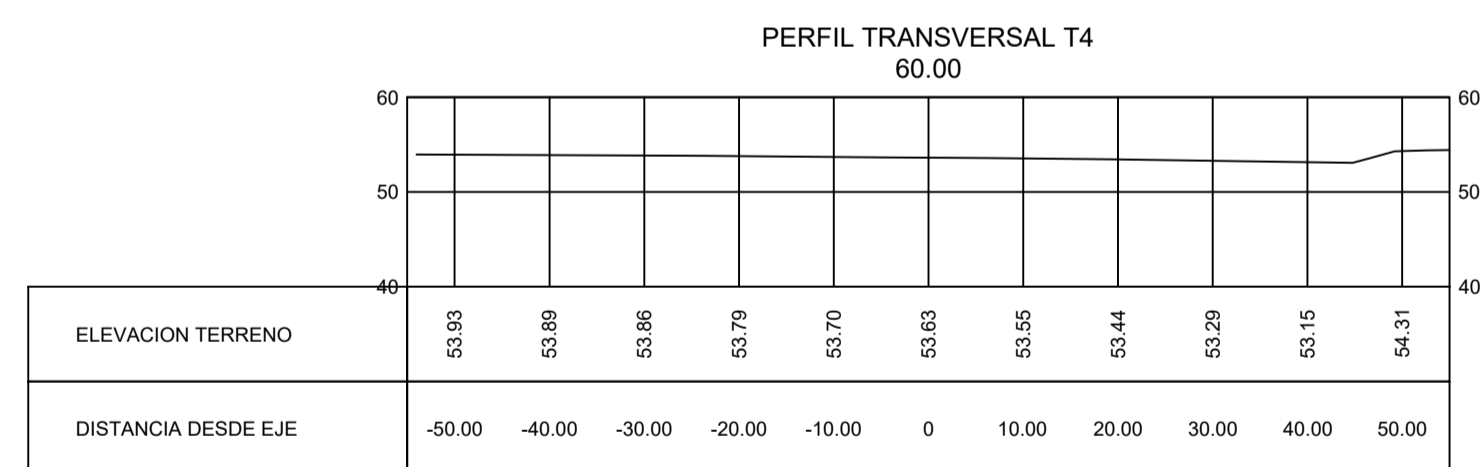 PERFIL TRANSVERSAL T4
60.00
60 60
50 50
40 40
ELEVACION TERRENO 53.93 53.89 53.86 53.79 53.70 53.63 53.55 53.44 53.29 53.15 54.31
DISTANCIA DESDE EJE -50.00 -40.00 -30.00 -20.00 -10.00 0 10.00 20.00 30.00 40.00 50.00